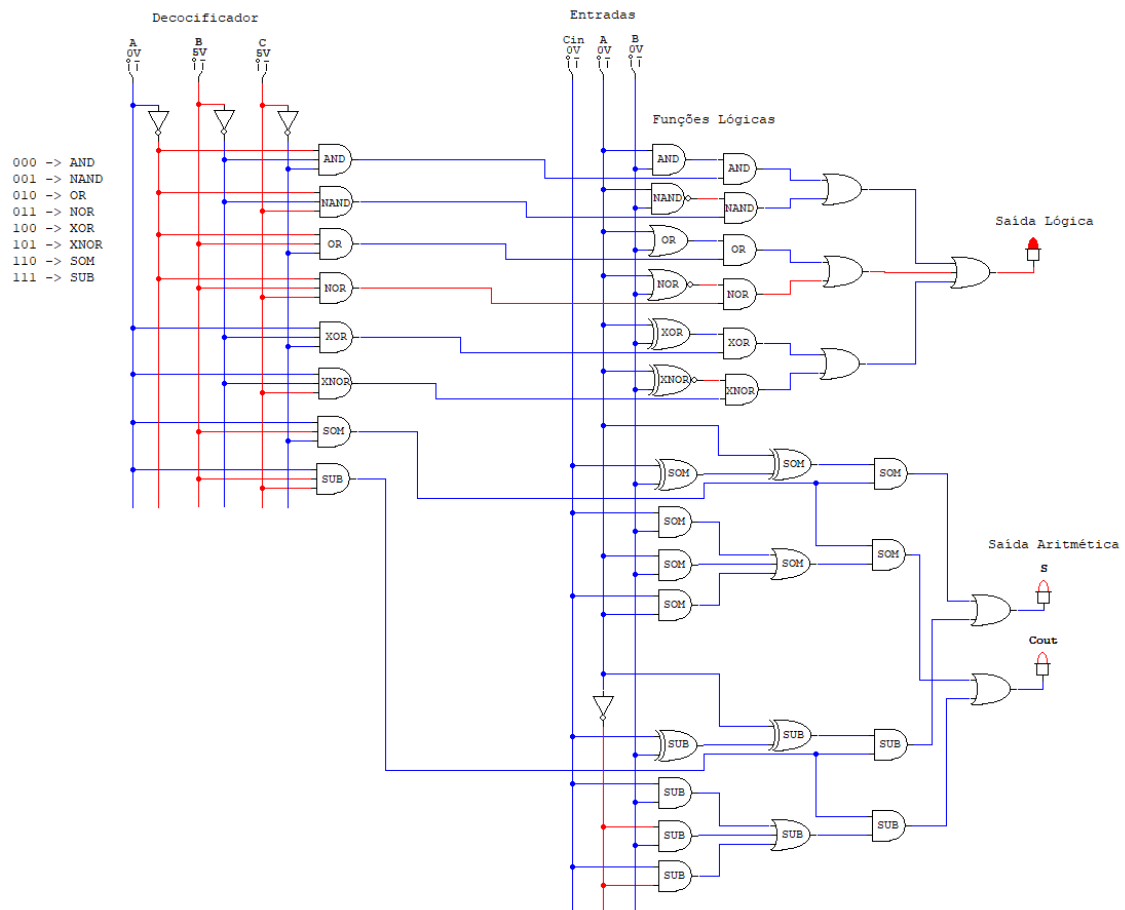 Decocificador
Entradas
A
B
C
0V
5V
5V
Cin
A
B
0V
0V
0V
Funções Lógicas
000 -> AND
001 -> NAND
010 -> OR
011 -> NOR
100 -> XOR
101 -> XNOR
110 -> SOM
111 -> SUB
AND
NAND
OR
NOR
XOR
XNOR
SOM
SUB
AND
AND
NAND
NAND
OR
OR
NOR
NOR
XOR
XOR
XNOR
XNOR
Saída Lógica
SOM
SOM
SOM
SOM
SOM
SOM
SOM
SOM
Saída Aritmética
S
Cout
SUB
SUB
SUB
SUB
SUB
SUB
SUB
SUB